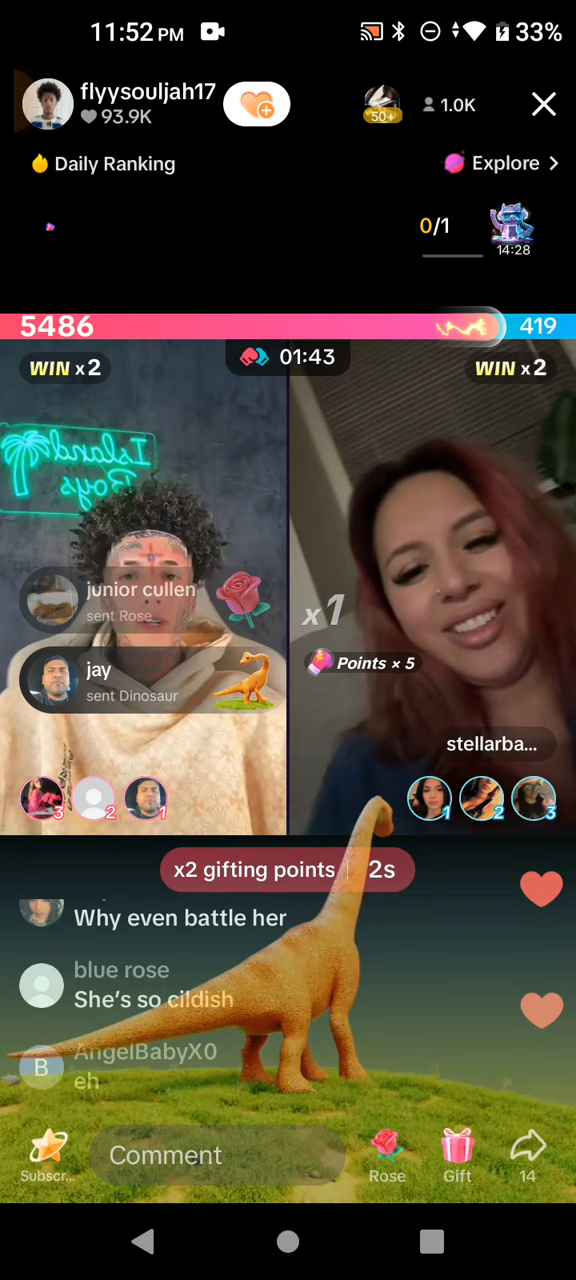 11:52 PM
33%
flyysouljah17
93.9K
50+
1.0K
Daily Ranking
Explore >
0/1
14:28
5486
419
WIN x2
01:43
WIN x2
Island
Boys
junior cullen
sent Rose
x1
Points × 5
jay
sent Dinosaur
stellarba...
3
2
1
1
2
3
x2 gifting points
2s
Why even battle her
blue rose
She's so cildish
B
AngelBabyX0
eh
Subscr...
Comment
Rose
Gift
14